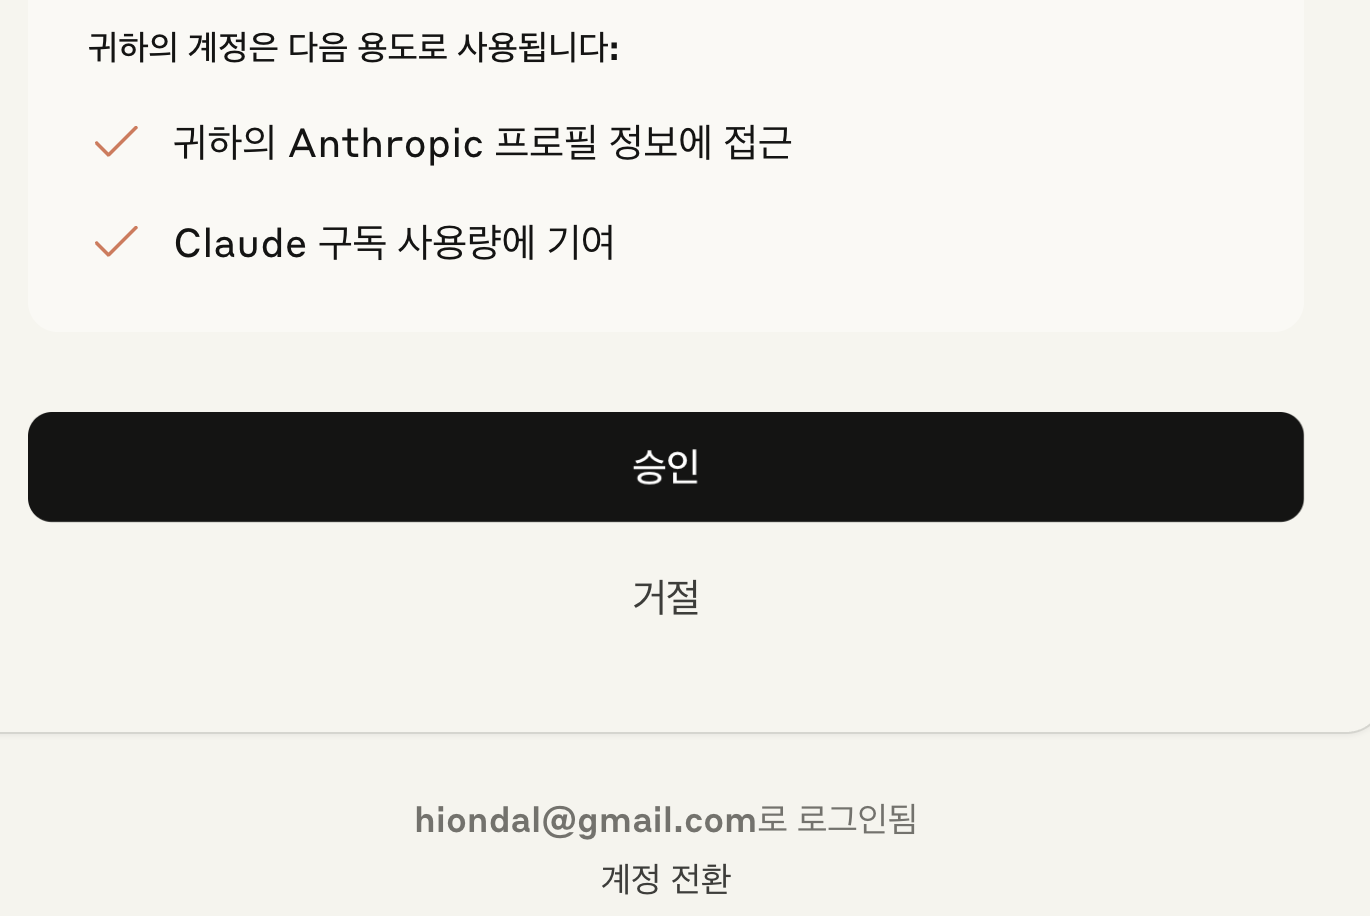 귀하의 계정은 다음 용도로 사용됩니다:
귀하의 Anthropic 프로필 정보에 접근
Claude 구독 사용량에 기여
승인
거절
hiondal@gmail.com로 로그인됨
계정 전환